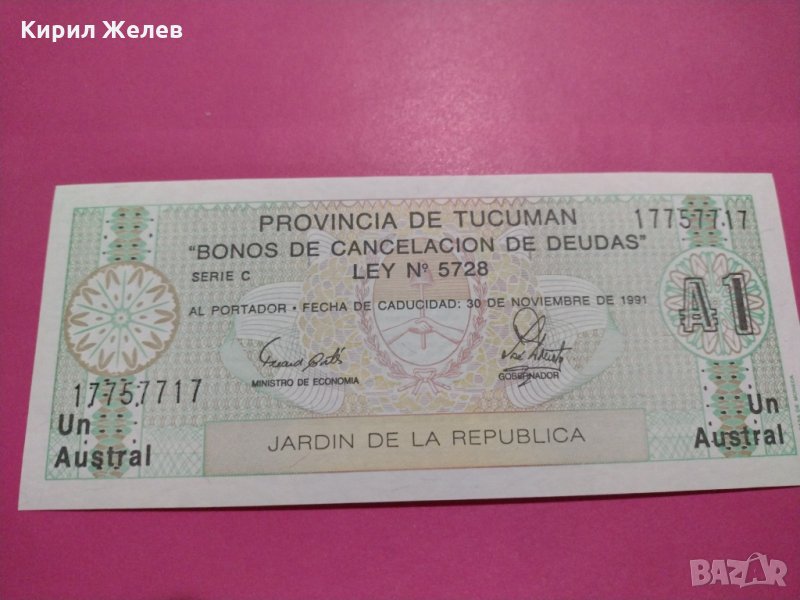 Кирил Желев
PROVINCIA DE TUCUMAN
17757717
"BONOS DE CANCELACION DE DEUDAS"
SERIE C
LEY Nº 5728
AL PORTADOR • FECHA DE CADUCIDAD: 30 DE NOVIEMBRE DE 1991
₳1
MINISTRO DE ECONOMIA
GOBERNADOR
17757717
Un
Austral
Un
Austral
JARDIN DE LA REPUBLICA
BAZAR